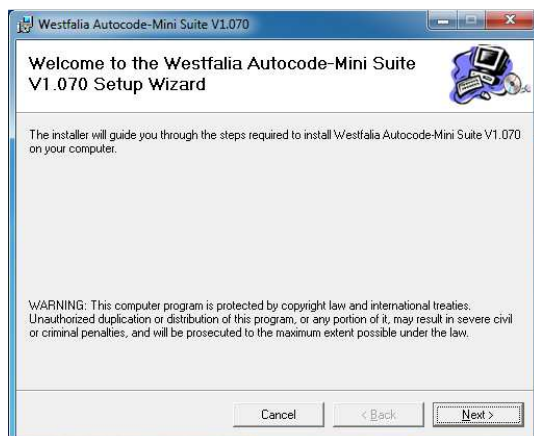 Westfalia Autocode-Mini Suite V1.070
Welcome to the Westfalia Autocode-Mini Suite
V1.070 Setup Wizard
The installer will guide you through the steps required to install Westfalia Autocode-Mini Suite V1.070
on your computer.
WARNING: This computer program is protected by copyright law and international treaties.
Unauthorized duplication or distribution of this program, or any portion of it, may result in severe civil
or criminal penalties, and will be prosecuted to the maximum extent possible under the law.
Cancel < Back Next >